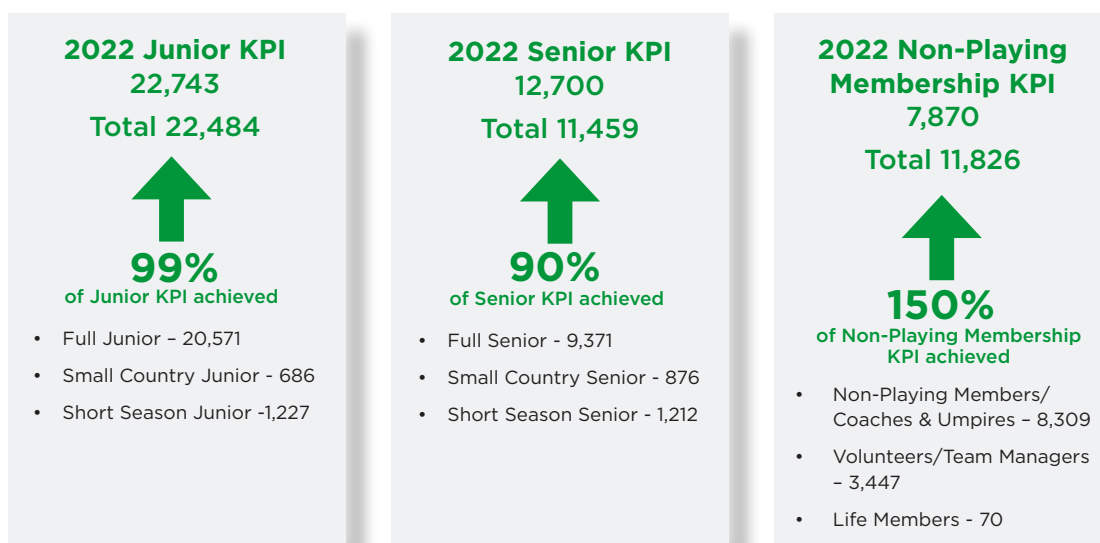 2022 Junior KPI
22,743
Total 22,484
99%
of Junior KPI achieved
• Full Junior – 20,571
• Small Country Junior - 686
• Short Season Junior -1,227
2022 Senior KPI
12,700
Total 11,459
90%
of Senior KPI achieved
• Full Senior - 9,371
• Small Country Senior - 876
• Short Season Senior - 1,212
2022 Non-Playing
Membership KPI
7,870
Total 11,826
150%
of Non-Playing Membership
KPI achieved
• Non-Playing Members/
Coaches & Umpires – 8,309
• Volunteers/Team Managers
– 3,447
• Life Members - 70